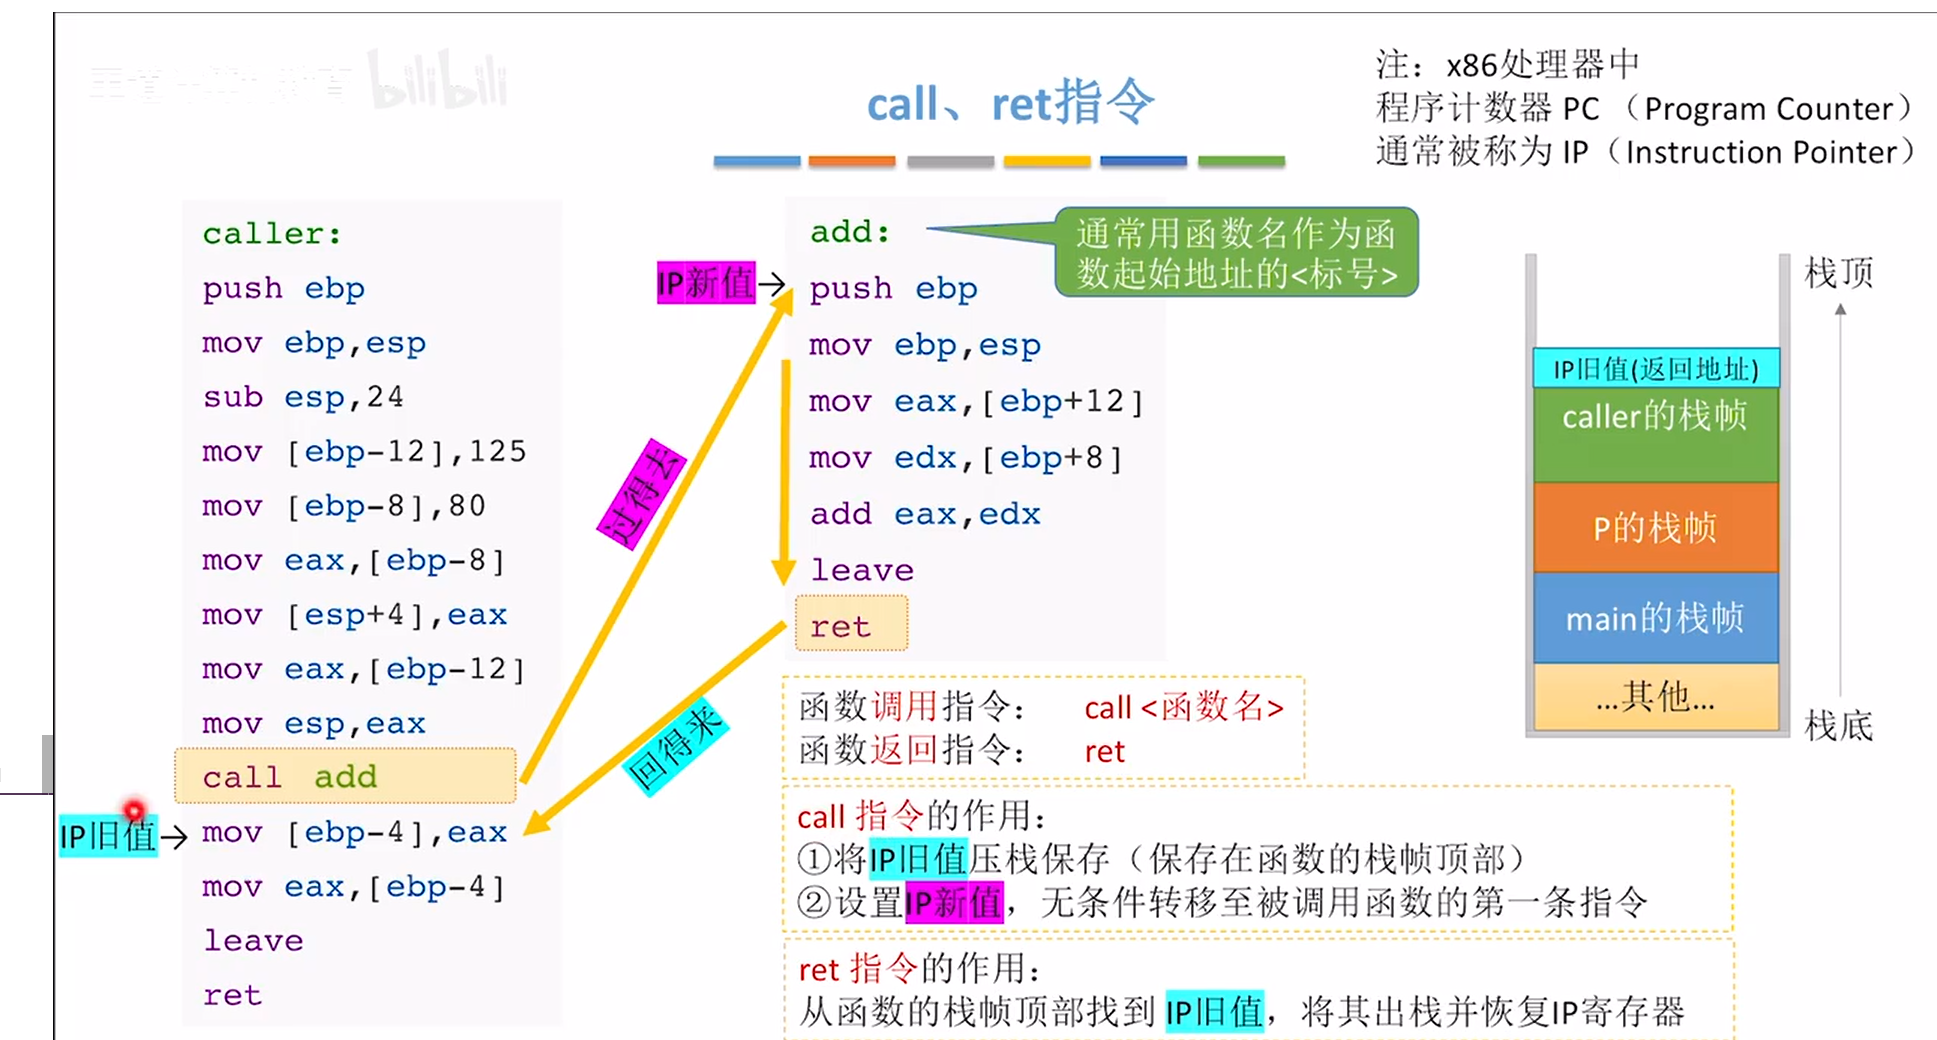 bilibili
call、ret指令
注：x86处理器中
程序计数器 PC （Program Counter）
通常被称为 IP（Instruction Pointer）
caller:
push ebp
mov ebp,esp
sub esp,24
mov [ebp-12],125
mov [ebp-8],80
mov eax,[ebp-8]
mov [esp+4],eax
mov eax,[ebp-12]
mov esp,eax
call add
IP旧值→
mov [ebp-4],eax
mov eax,[ebp-4]
leave
ret
过得去
回得来
add:
IP新值→
push ebp
mov ebp,esp
mov eax,[ebp+12]
mov edx,[ebp+8]
add eax,edx
leave
ret
通常用函数名作为函
数起始地址的<标号>
函数调用指令： call <函数名>
函数返回指令： ret
call 指令的作用：
①将IP旧值压栈保存（保存在函数的栈帧顶部）
②设置IP新值，无条件转移至被调用函数的第一条指令
ret 指令的作用：
从函数的栈帧顶部找到 IP旧值，将其出栈并恢复IP寄存器
栈顶
IP旧值(返回地址)
caller的栈帧
P的栈帧
main的栈帧
...其他...
栈底